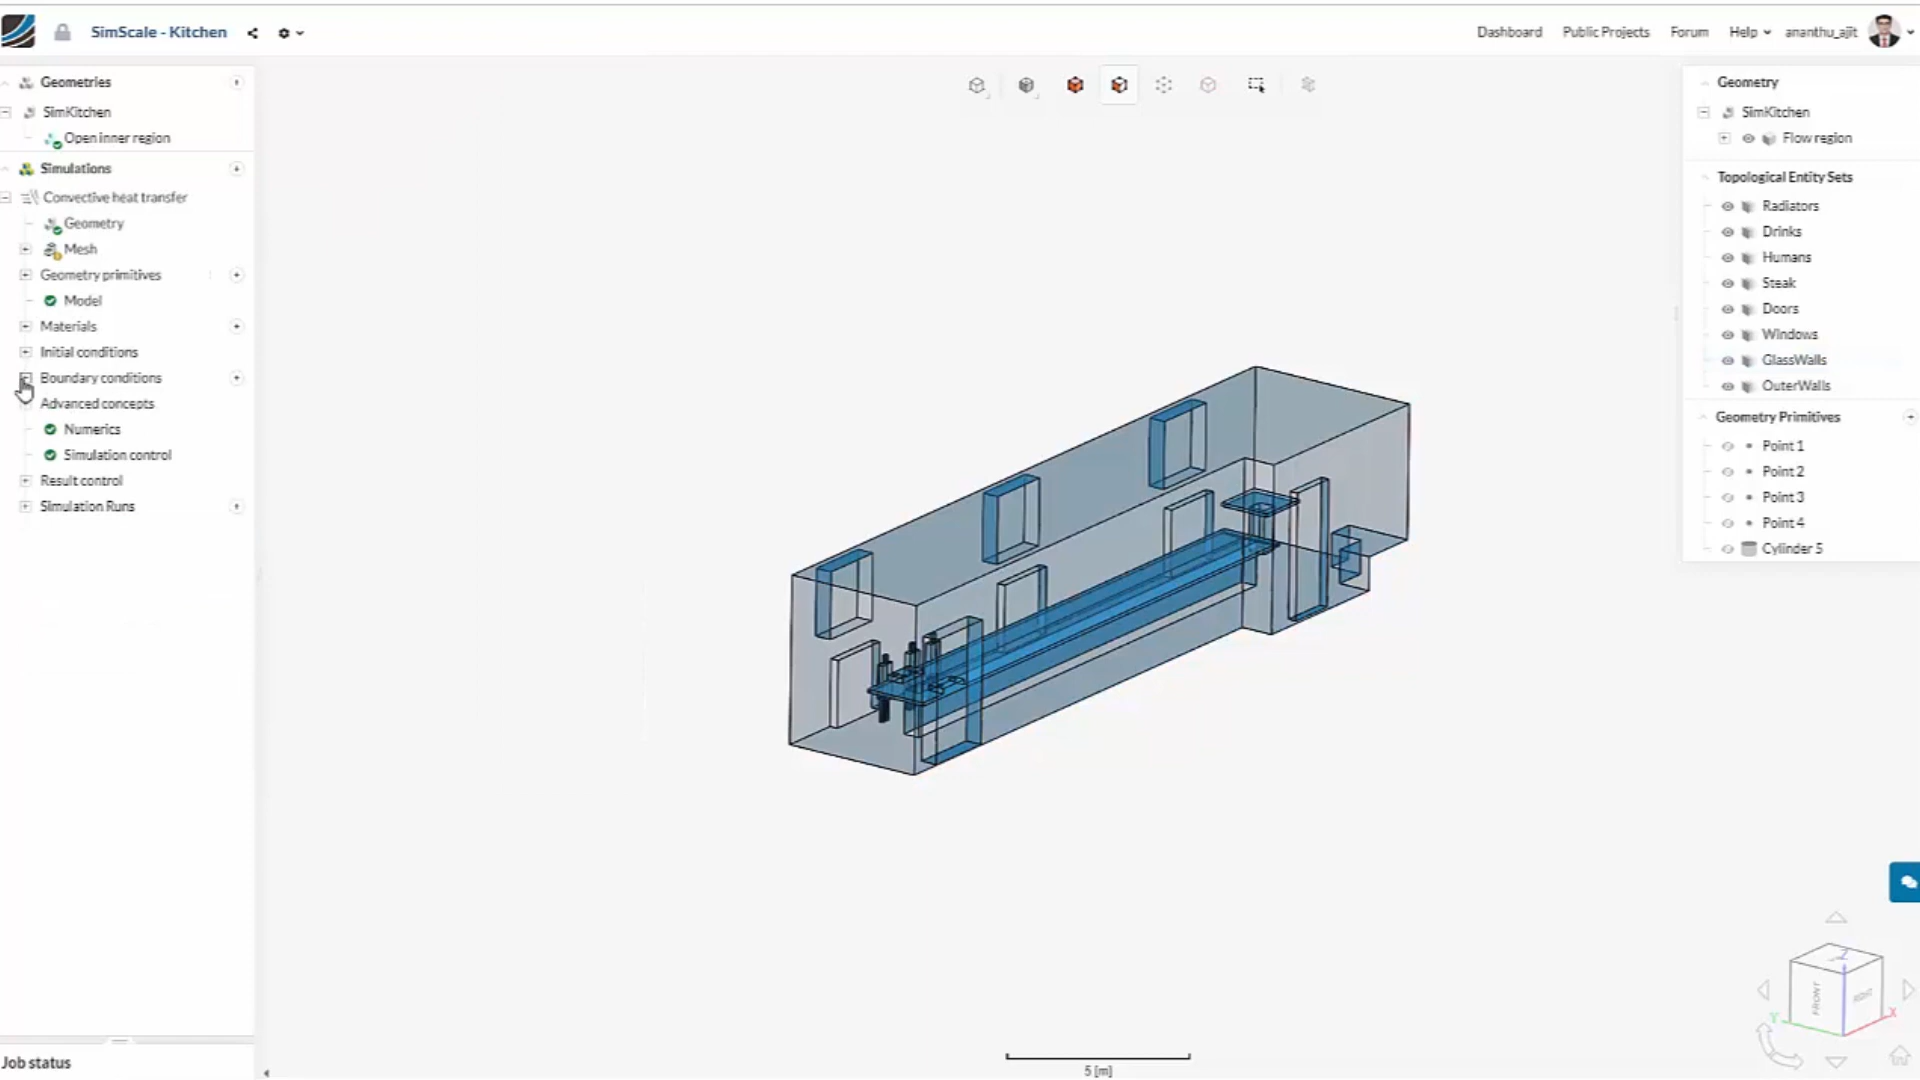 SimScale - Kitchen
Dashboard
Public Projects
Forum
Help
ananthu_ajit
Geometries
SimKitchen
Open inner region
Simulations
Convective heat transfer
Geometry
Mesh
Geometry primitives
Model
Materials
Initial conditions
Boundary conditions
Advanced concepts
Numerics
Simulation control
Result control
Simulation Runs
Job status
5 [m]
Geometry
SimKitchen
Flow region
Topological Entity Sets
Radiators
Drinks
Humans
Steak
Doors
Windows
GlassWalls
OuterWalls
Geometry Primitives
Point 1
Point 2
Point 3
Point 4
Cylinder 5
Z
FRONT
RIGHT
Y
X